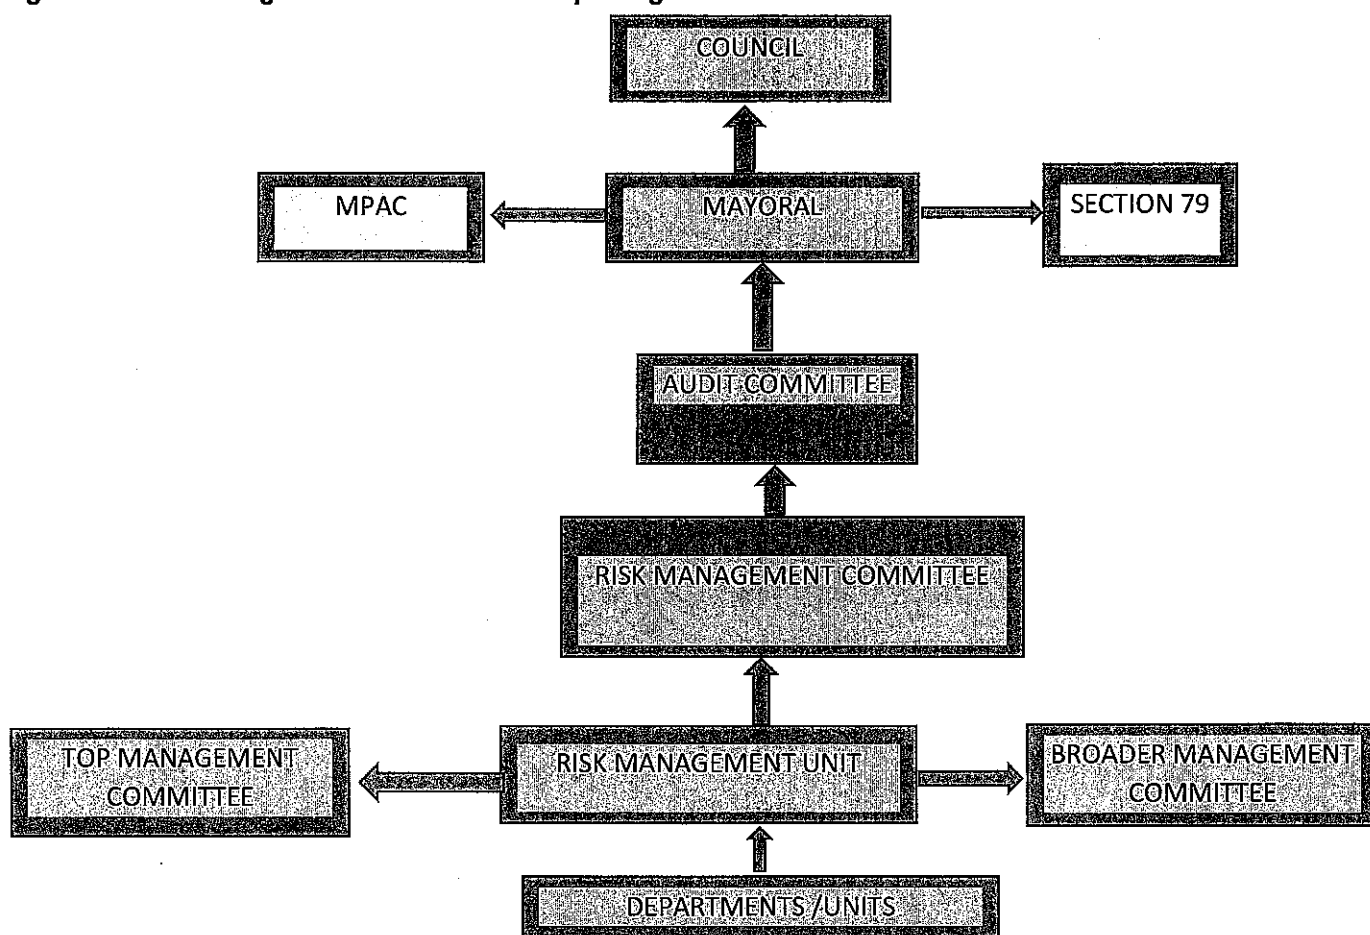 COUNCIL
MPAC
MAYORAL
SECTION 79
AUDIT COMMITTEE
RISK MANAGEMENT COMMITTEE
TOP MANAGEMENT
COMMITTEE
RISK MANAGEMENT UNIT
BROADER MANAGEMENT
COMMITTEE
DEPARTMENTS /UNITS